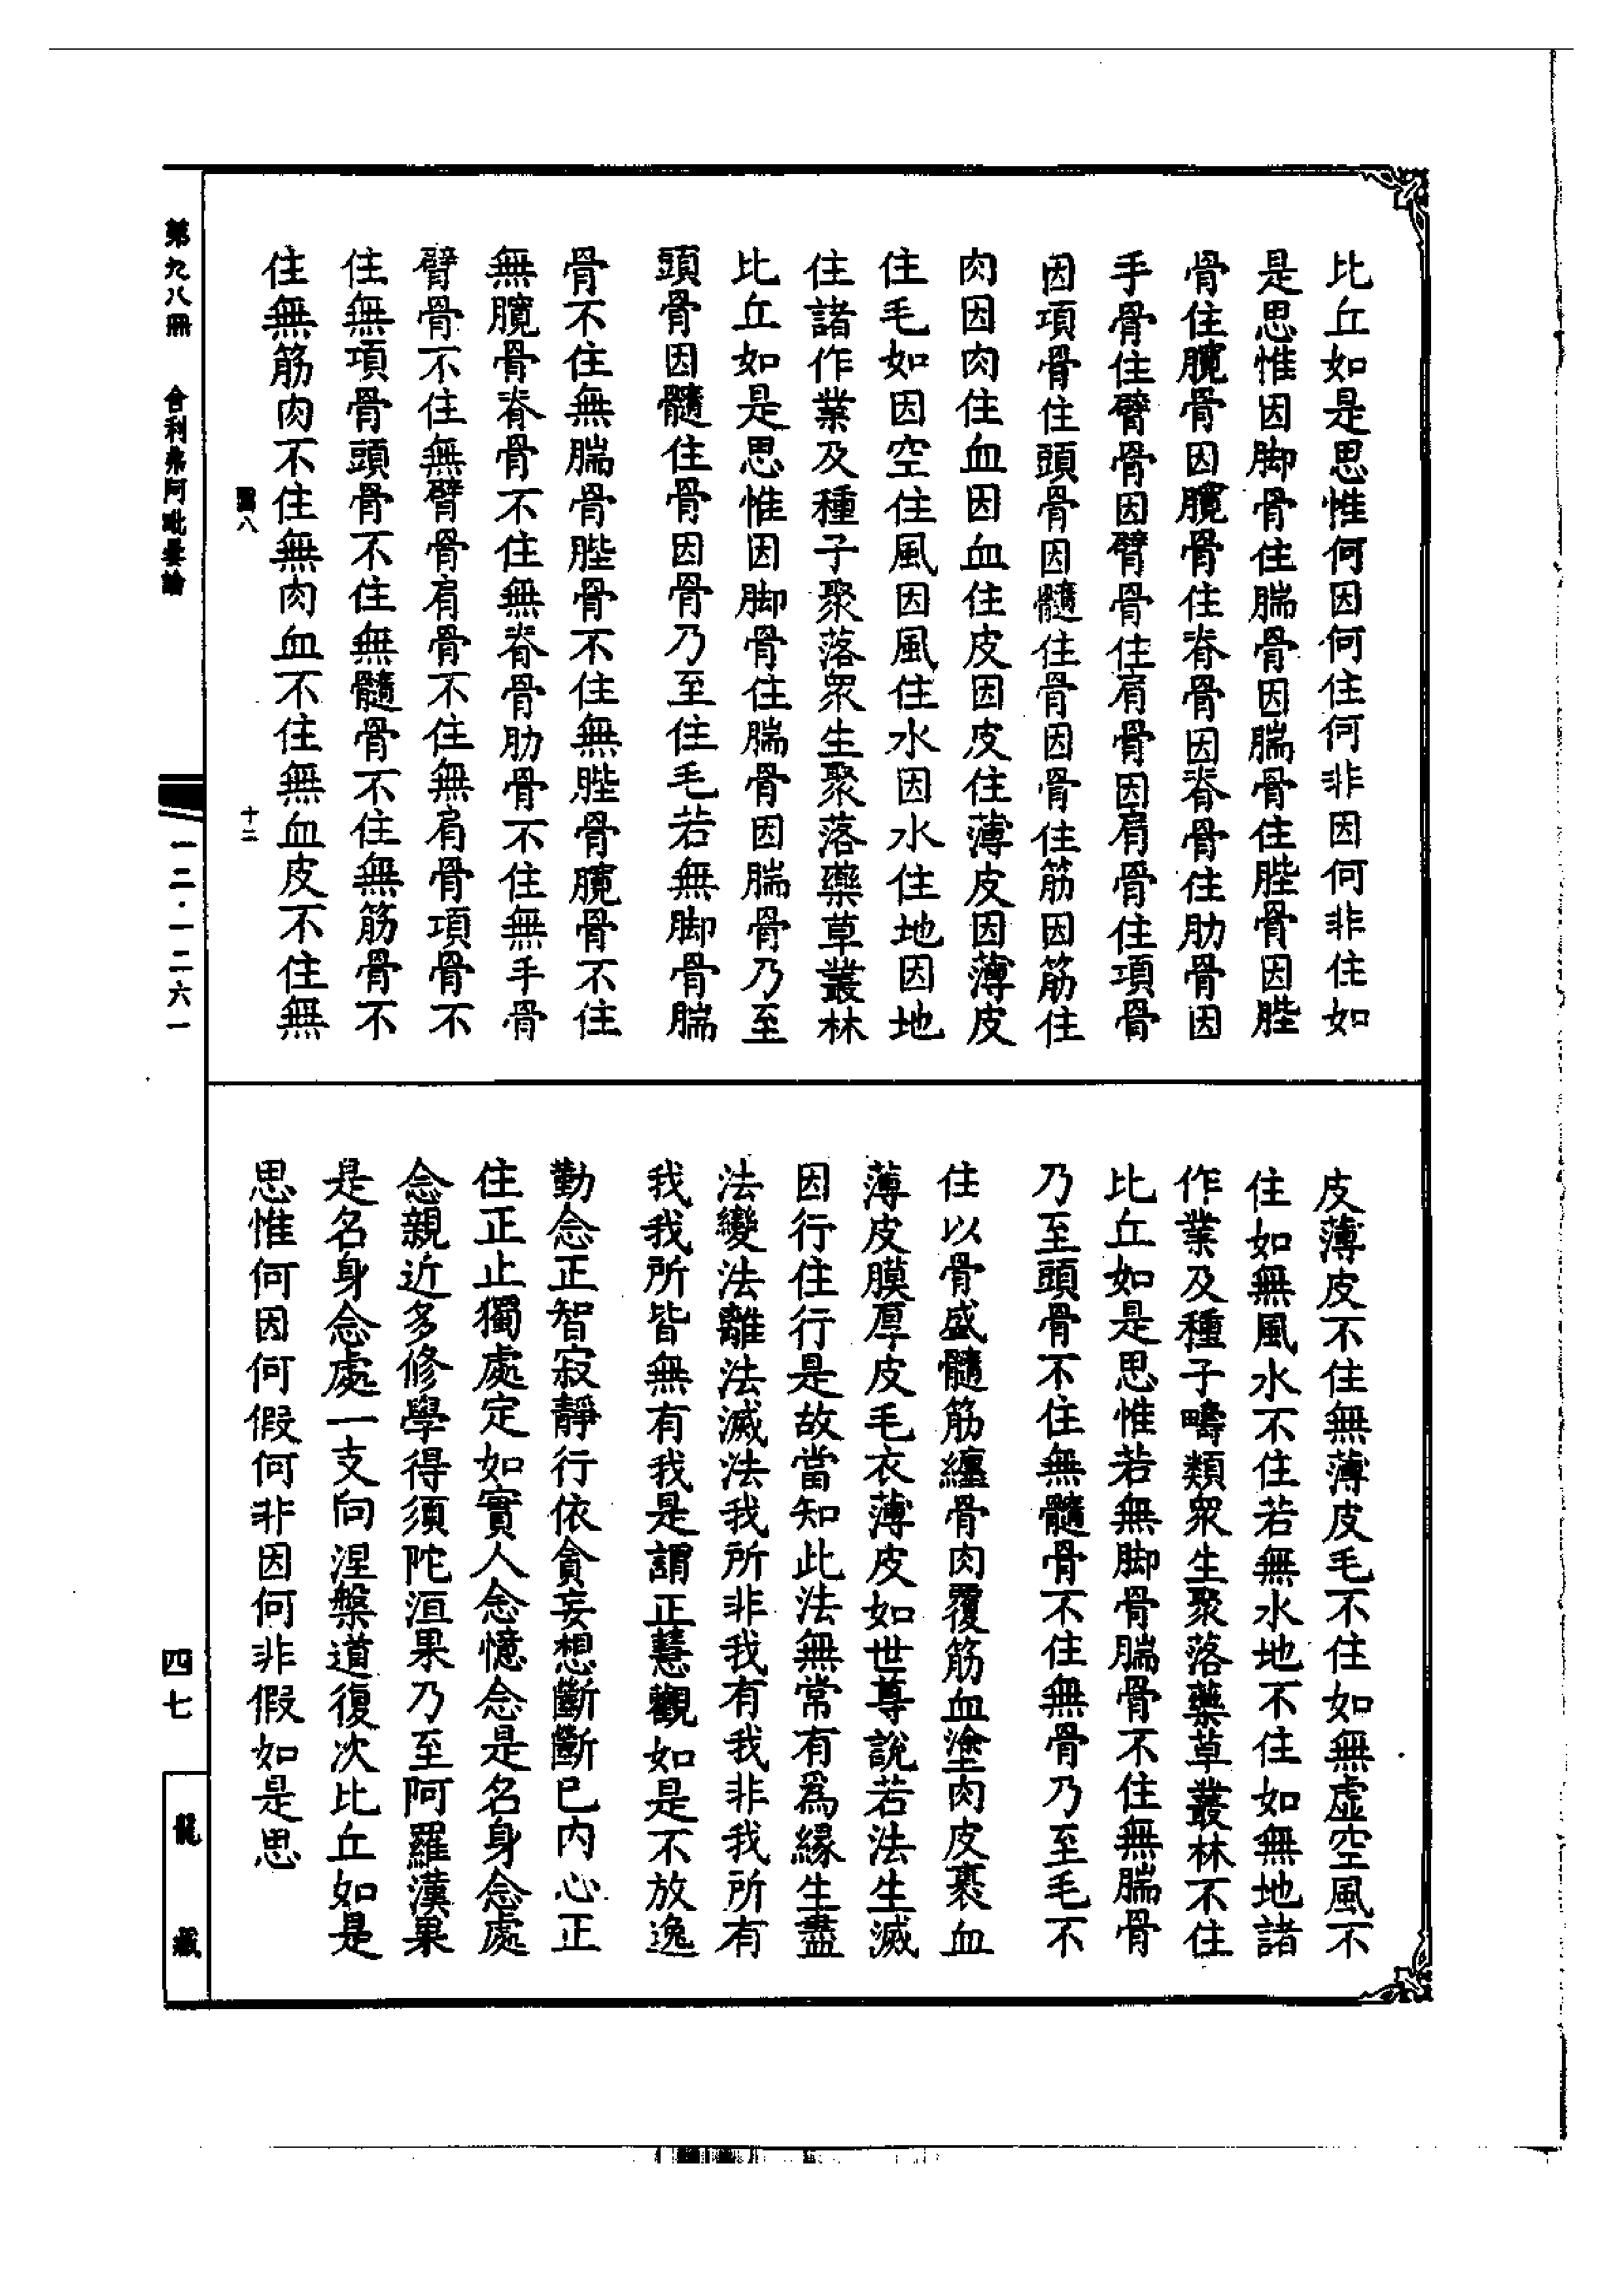 比丘如是思惟何因何住何非因何非住如
是思惟因脚骨住腨骨因腨骨住䏶骨因䏶
骨住臗骨因臗骨住脊骨因脊骨住肋骨因
手骨住臂骨因臂骨住肩骨因肩骨住項骨
因項骨住頭骨因髓住骨因骨住筋因筋住
肉因肉住血因血住皮因皮住薄皮因薄皮
住毛如因空住風因風住水因水住地因地
住諸作業及種子聚落眾生聚落藥草叢林
比丘如是思惟因脚骨住腨骨因腨骨乃至
頭骨因髓住骨因骨乃至住毛若無脚骨腨
骨不住無腨骨䏶骨不住無䏶骨臗骨不住
無臗骨脊骨不住無脊骨肋骨不住無手骨
臂骨不住無臂骨肩骨不住無肩骨項骨不
住無項骨頭骨不住無髓骨不住無筋骨不
住無筋肉不住無肉血不住無血皮不住無
八
十二
皮薄皮不住無薄皮毛不住如無虛空風不
住如無風水不住若無水地不住如無地諸
作業及種子疇類眾生聚落藥草叢林不住
比丘如是思惟若無脚骨腨骨不住無腨骨
乃至頭骨不住無髓骨不住無骨乃至毛不
住以骨盛髓筋纏骨肉覆筋血塗肉皮裹血
薄皮膜厚皮毛衣薄皮如世尊說若法生滅
因行住行行是故當知此法無常有為緣生盡
法變法離法滅法我所非我有我非我所有
我我所皆無有我是謂正慧觀如是不放逸
勤念正智寂靜行依貪妄想斷斷已內心正
住正止獨處定如實人念憶念是名身念處
念親近多修學得須陀洹果乃至阿羅漢果
是名身念處一支向涅槃道復次比丘如是
思惟何因何假何非因何非假如是思
第九八冊
舍利弗阿毗曇論
一二·一二六一
四七
龍藏